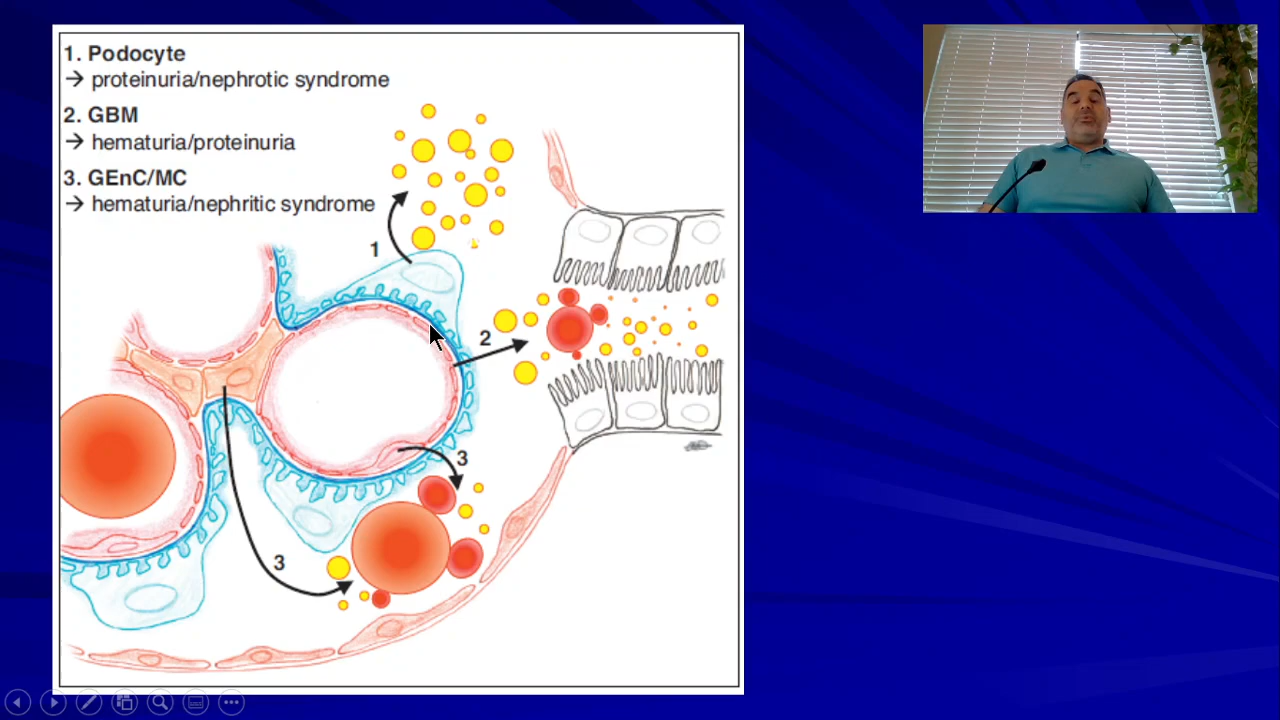 1. Podocyte
→ proteinuria/nephrotic syndrome
2. GBM
→ hematuria/proteinuria
3. GEnC/MC
→ hematuria/nephritic syndrome
1
2
3
3